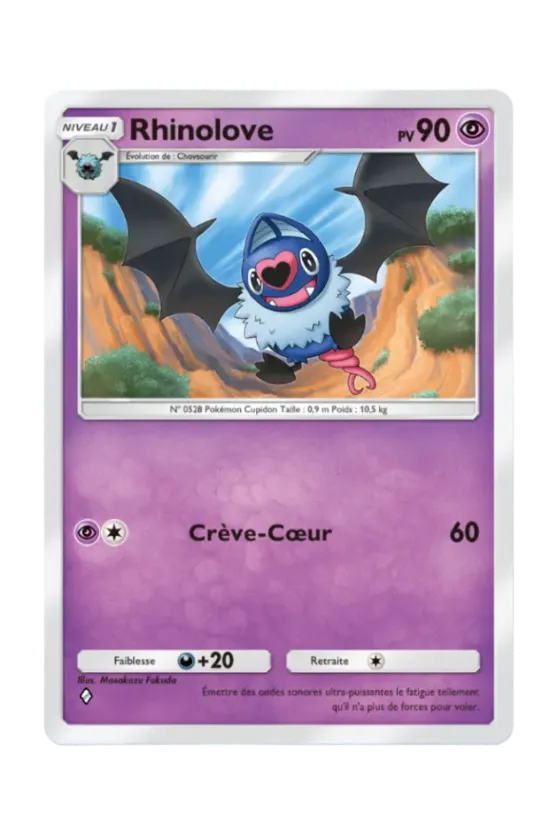 NIVEAU 1 Rhinolove PV 90
Évolution de : Chovsourir
N° 0528 Pokémon Cupidon Taille : 0,9 m Poids : 10,5 kg
Crève-Cœur 60
Faiblesse +20 Retraite
Illus. Masakazu Fukuda
Émettre des ondes sonores ultra-puissantes le fatigue tellement
qu'il n'a plus de forces pour voler.